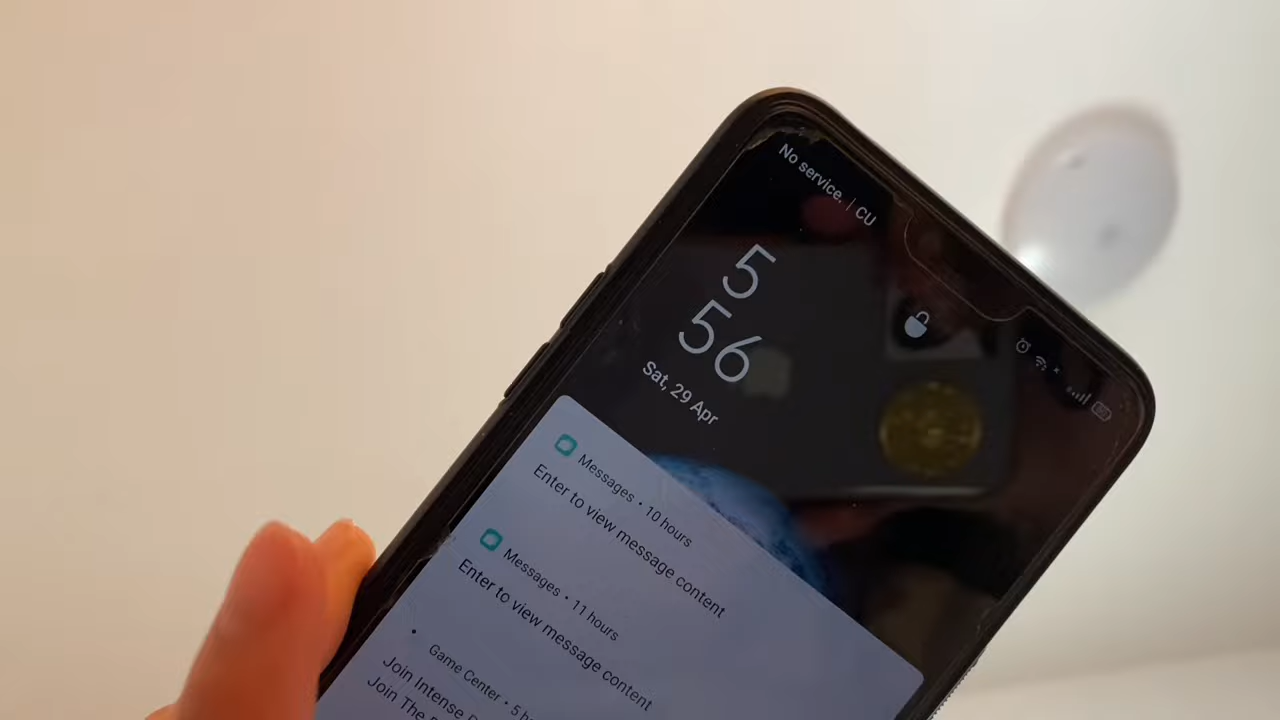 No service. | CU
5
56
Sat, 29 Apr
Messages • 10 hours
Enter to view message content
Messages • 11 hours
Enter to view message content
Game Center • 5
Join Intense
Join The